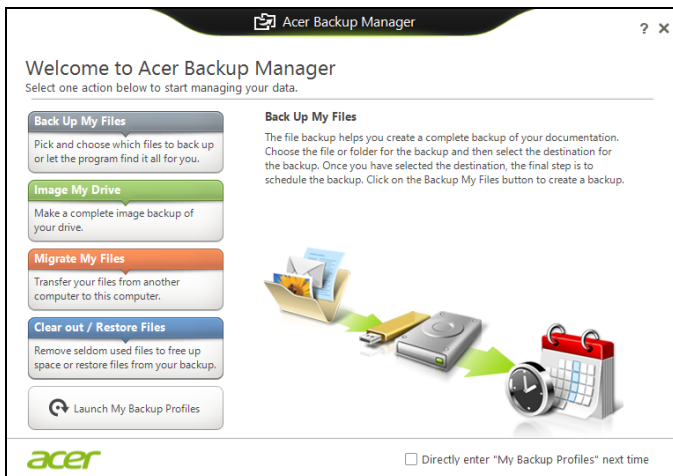 Acer Backup Manager
? X
Welcome to Acer Backup Manager
Select one action below to start managing your data.
Back Up My Files
Pick and choose which files to back up
or let the program find it all for you.
Image My Drive
Make a complete image backup of
your drive.
Migrate My Files
Transfer your files from another
computer to this computer.
Clear out / Restore Files
Remove seldom used files to free up
space or restore files from your backup.
Launch My Backup Profiles
Back Up My Files
The file backup helps you create a complete backup of your documentation.
Choose the file or folder for the backup and then select the destination for
the backup. Once you have selected the destination, the final step is to
schedule the backup. Click on the Backup My Files button to create a backup.
acer
Directly enter "My Backup Profiles" next time